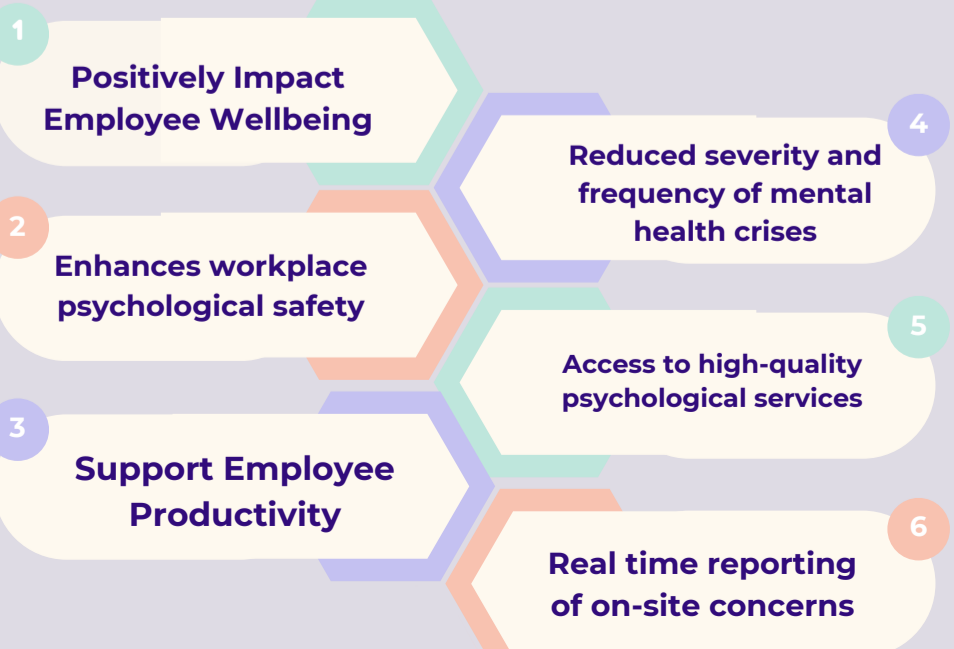 1
Positively Impact
Employee Wellbeing
2
Enhances workplace
psychological safety
3
Support Employee
Productivity
4
Reduced severity and
frequency of mental
health crises
5
Access to high-quality
psychological services
6
Real time reporting
of on-site concerns